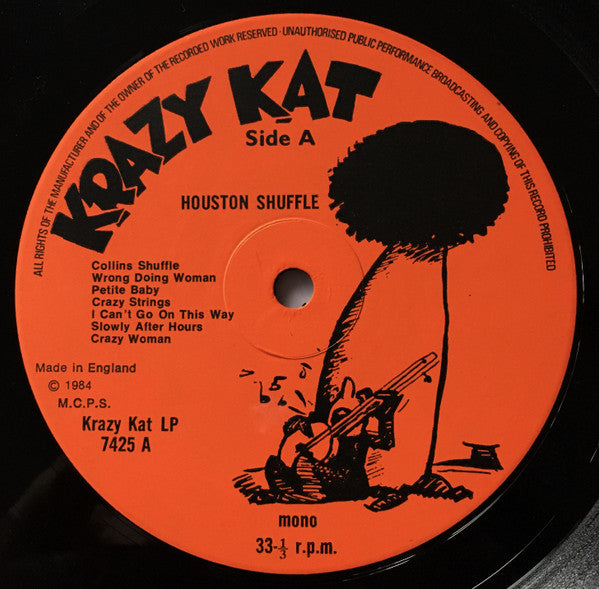 ALL RIGHTS OF THE MANUFACTURER AND OF THE OWNER OF THE RECORDED WORK RESERVED · UNAUTHORISED PUBLIC PERFORMANCE BROADCASTING AND COPYING OF THIS RECORD PROHIBITED
KRAZY KAT
Side A
HOUSTON SHUFFLE
Collins Shuffle
Wrong Doing Woman
Petite Baby
Crazy Strings
I Can't Go On This Way
Slowly After Hours
Crazy Woman
Made in England
© 1984
M.C.P.S.
Krazy Kat LP
7425 A
mono
33-⅓ r.p.m.